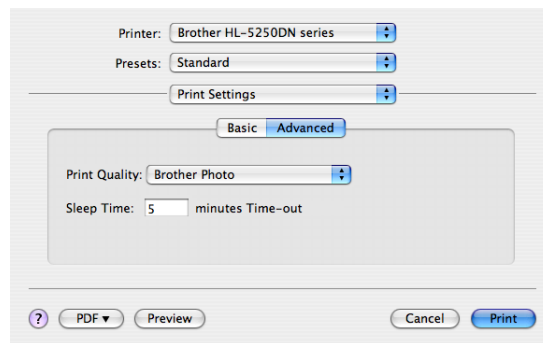 Printer: Brother HL-5250DN series
Presets: Standard
Print Settings
Basic Advanced
Print Quality: Brother Photo
Sleep Time: 5 minutes Time-out
? PDF ▼ Preview Cancel Print